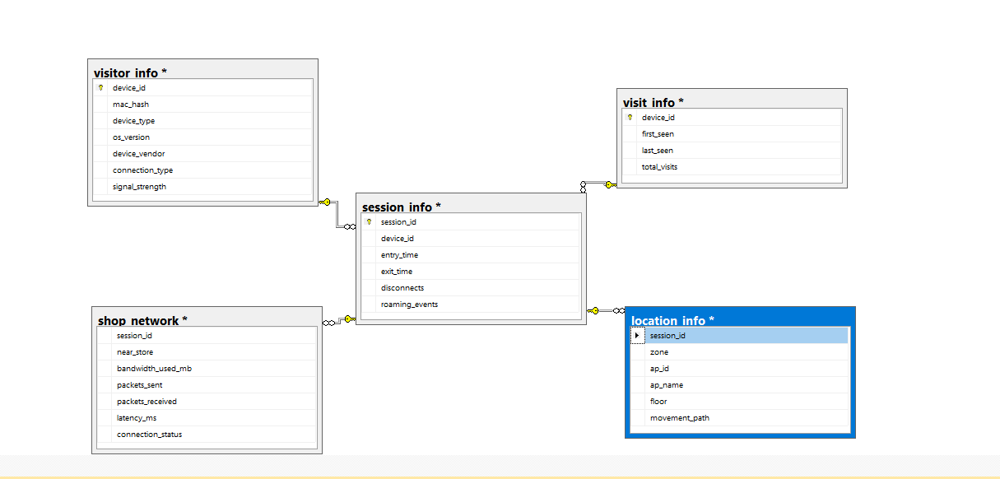 visitor_info *
device_id
mac_hash
device_type
os_version
device_vendor
connection_type
signal_strength
visit_info *
device_id
first_seen
last_seen
total_visits
session_info *
session_id
device_id
entry_time
exit_time
disconnects
roaming_events
shop_network *
session_id
near_store
bandwidth_used_mb
packets_sent
packets_received
latency_ms
connection_status
location_info *
session_id
zone
ap_id
ap_name
floor
movement_path